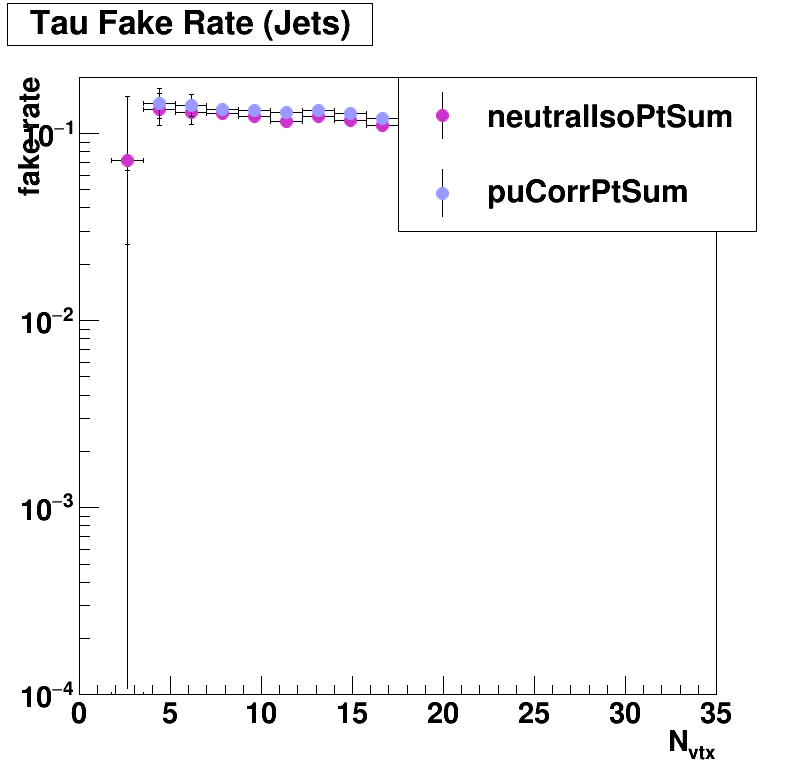 Tau Fake Rate (Jets)
fake rate
neutralIsoPtSum
puCorrPtSum
10⁻¹
10⁻²
10⁻³
10⁻⁴
0 5 10 15 20 25 30 35
Nvtx